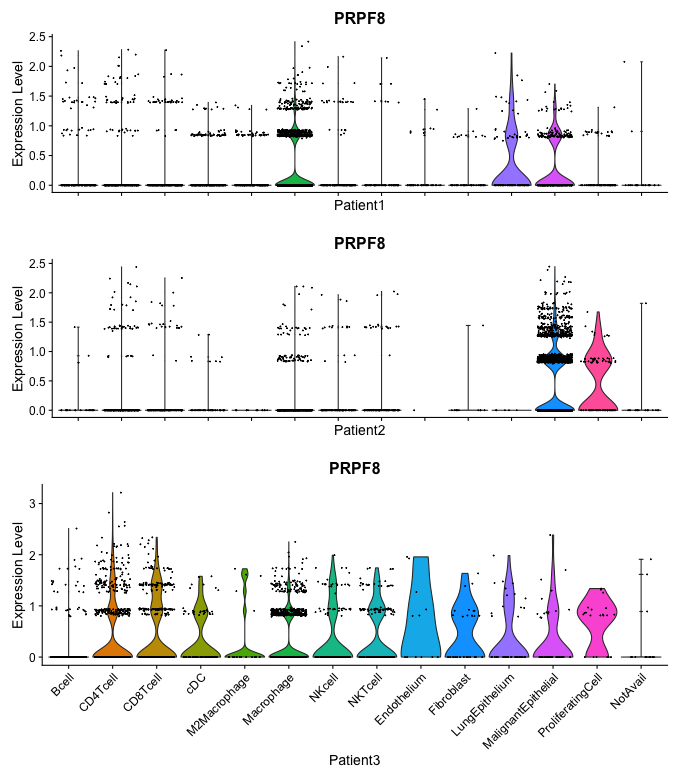 PRPF8
Expression Level
2.5
2.0
1.5
1.0
0.5
0.0
Patient1
PRPF8
Expression Level
2.5
2.0
1.5
1.0
0.5
0.0
Patient2
PRPF8
Expression Level
3
2
1
0
Bcell
CD4Tcell
CD8Tcell
cDC
M2Macrophage
Macrophage
NKcell
NKTcell
Endothelium
Fibroblast
LungEpithelium
MalignantEpithelial
ProliferatingCell
NotAvail
Patient3